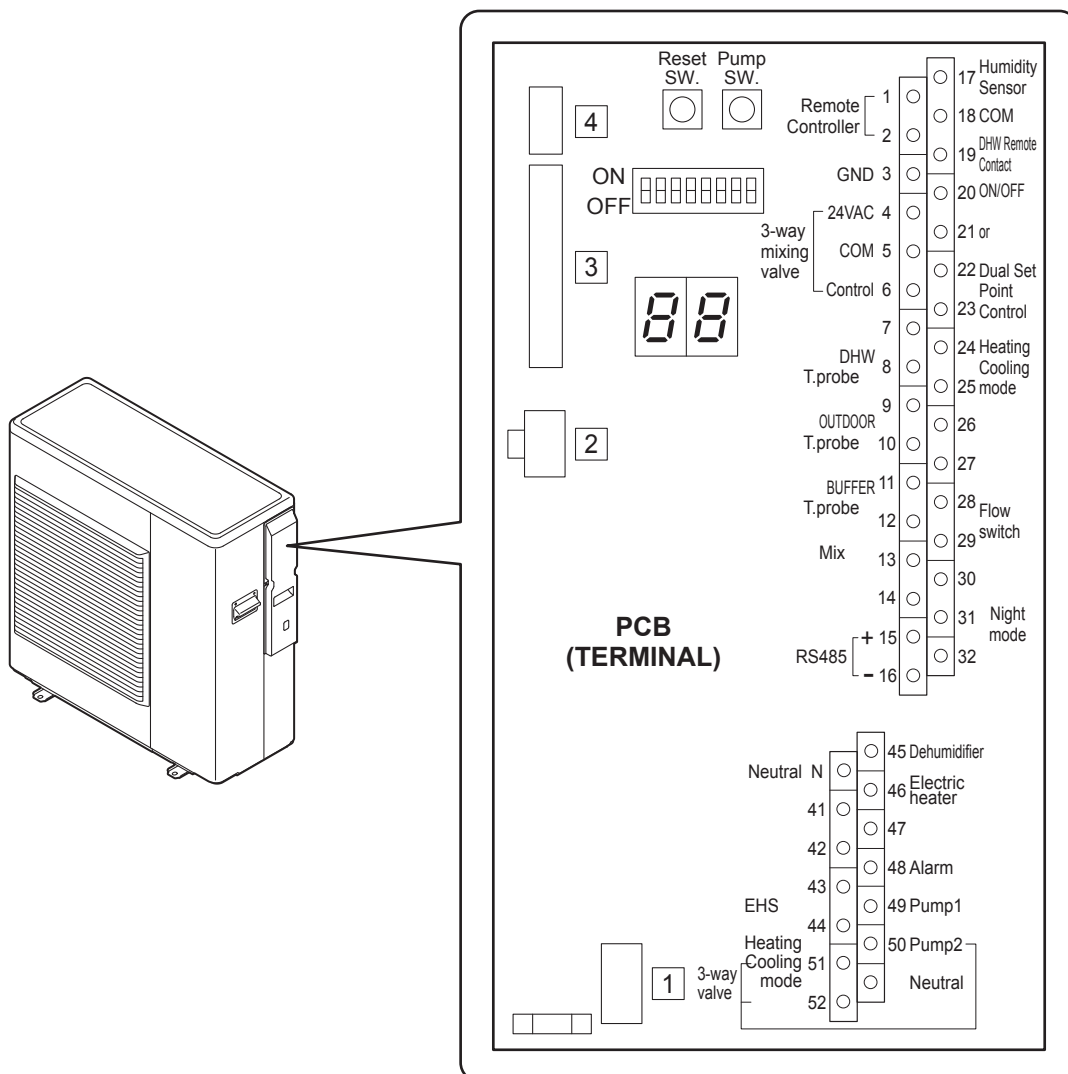 Reset Pump
SW. SW.
4
ON
OFF
3
88
2
PCB
(TERMINAL)
1
Remote
Controller
1
2
GND 3
3-way
mixing
valve
24VAC 4
COM 5
Control 6
7
DHW
T.probe
8
9
OUTDOOR
T.probe
10
BUFFER
T.probe
11
12
Mix
13
14
RS485
+ 15
- 16
17 Humidity
Sensor
18 COM
19 DHW Remote
Contact
20 ON/OFF
21 or
22 Dual Set
Point
23 Control
24 Heating
Cooling
25 mode
26
27
28
Flow
switch
29
30
31
Night
mode
32
Neutral N
41
42
43
EHS
44
Heating
Cooling
mode
51
52
3-way
valve
45 Dehumidifier
46 Electric
heater
47
48 Alarm
49 Pump1
50 Pump2
Neutral